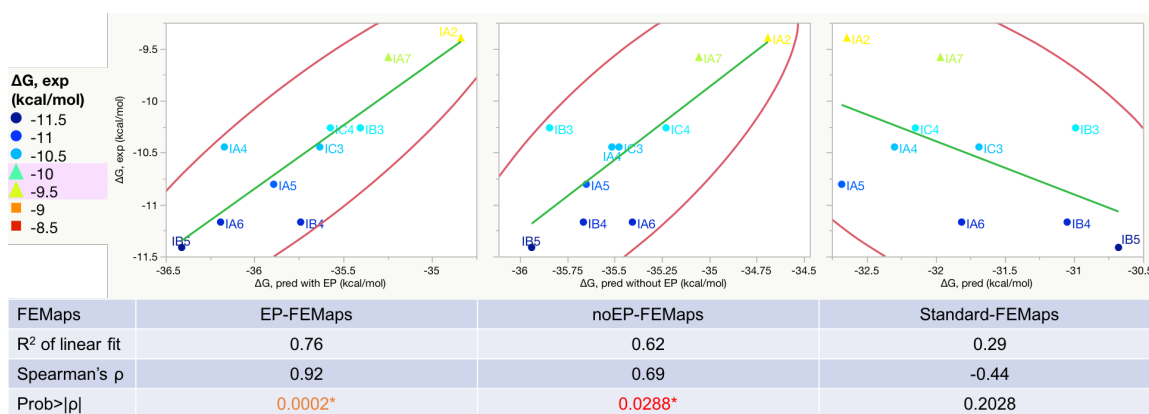 ΔG, exp
(kcal/mol)
-11.5
-11
-10.5
-10
-9.5
-9
-8.5
ΔG, exp (kcal/mol)
-9.5
-10
-10.5
-11
-11.5
IA2
IA7
IC4
IB3
IA4
IC3
IA5
IA6
IB4
IB5
-36.5
-36
-35.5
-35
ΔG, pred with EP (kcal/mol)
IA2
IA7
IB3
IC4
IC3
IA4
IA5
IB4
IA6
IB5
-36
-35.75
-35.5
-35.25
-35
-34.75
-34.5
ΔG, pred without EP (kcal/mol)
IA2
IA7
IC4
IB3
IA4
IC3
IA5
IA6
IB4
IB5
-32
-31
-30.5
ΔG, pred (kcal/mol)
FEMaps EP-FEMaps noEP-FEMaps Standard-FEMaps
R² of linear fit 0.76 0.62 0.29
Spearman's ρ 0.92 0.69 -0.44
Prob>|ρ| 0.0002* 0.0288* 0.2028